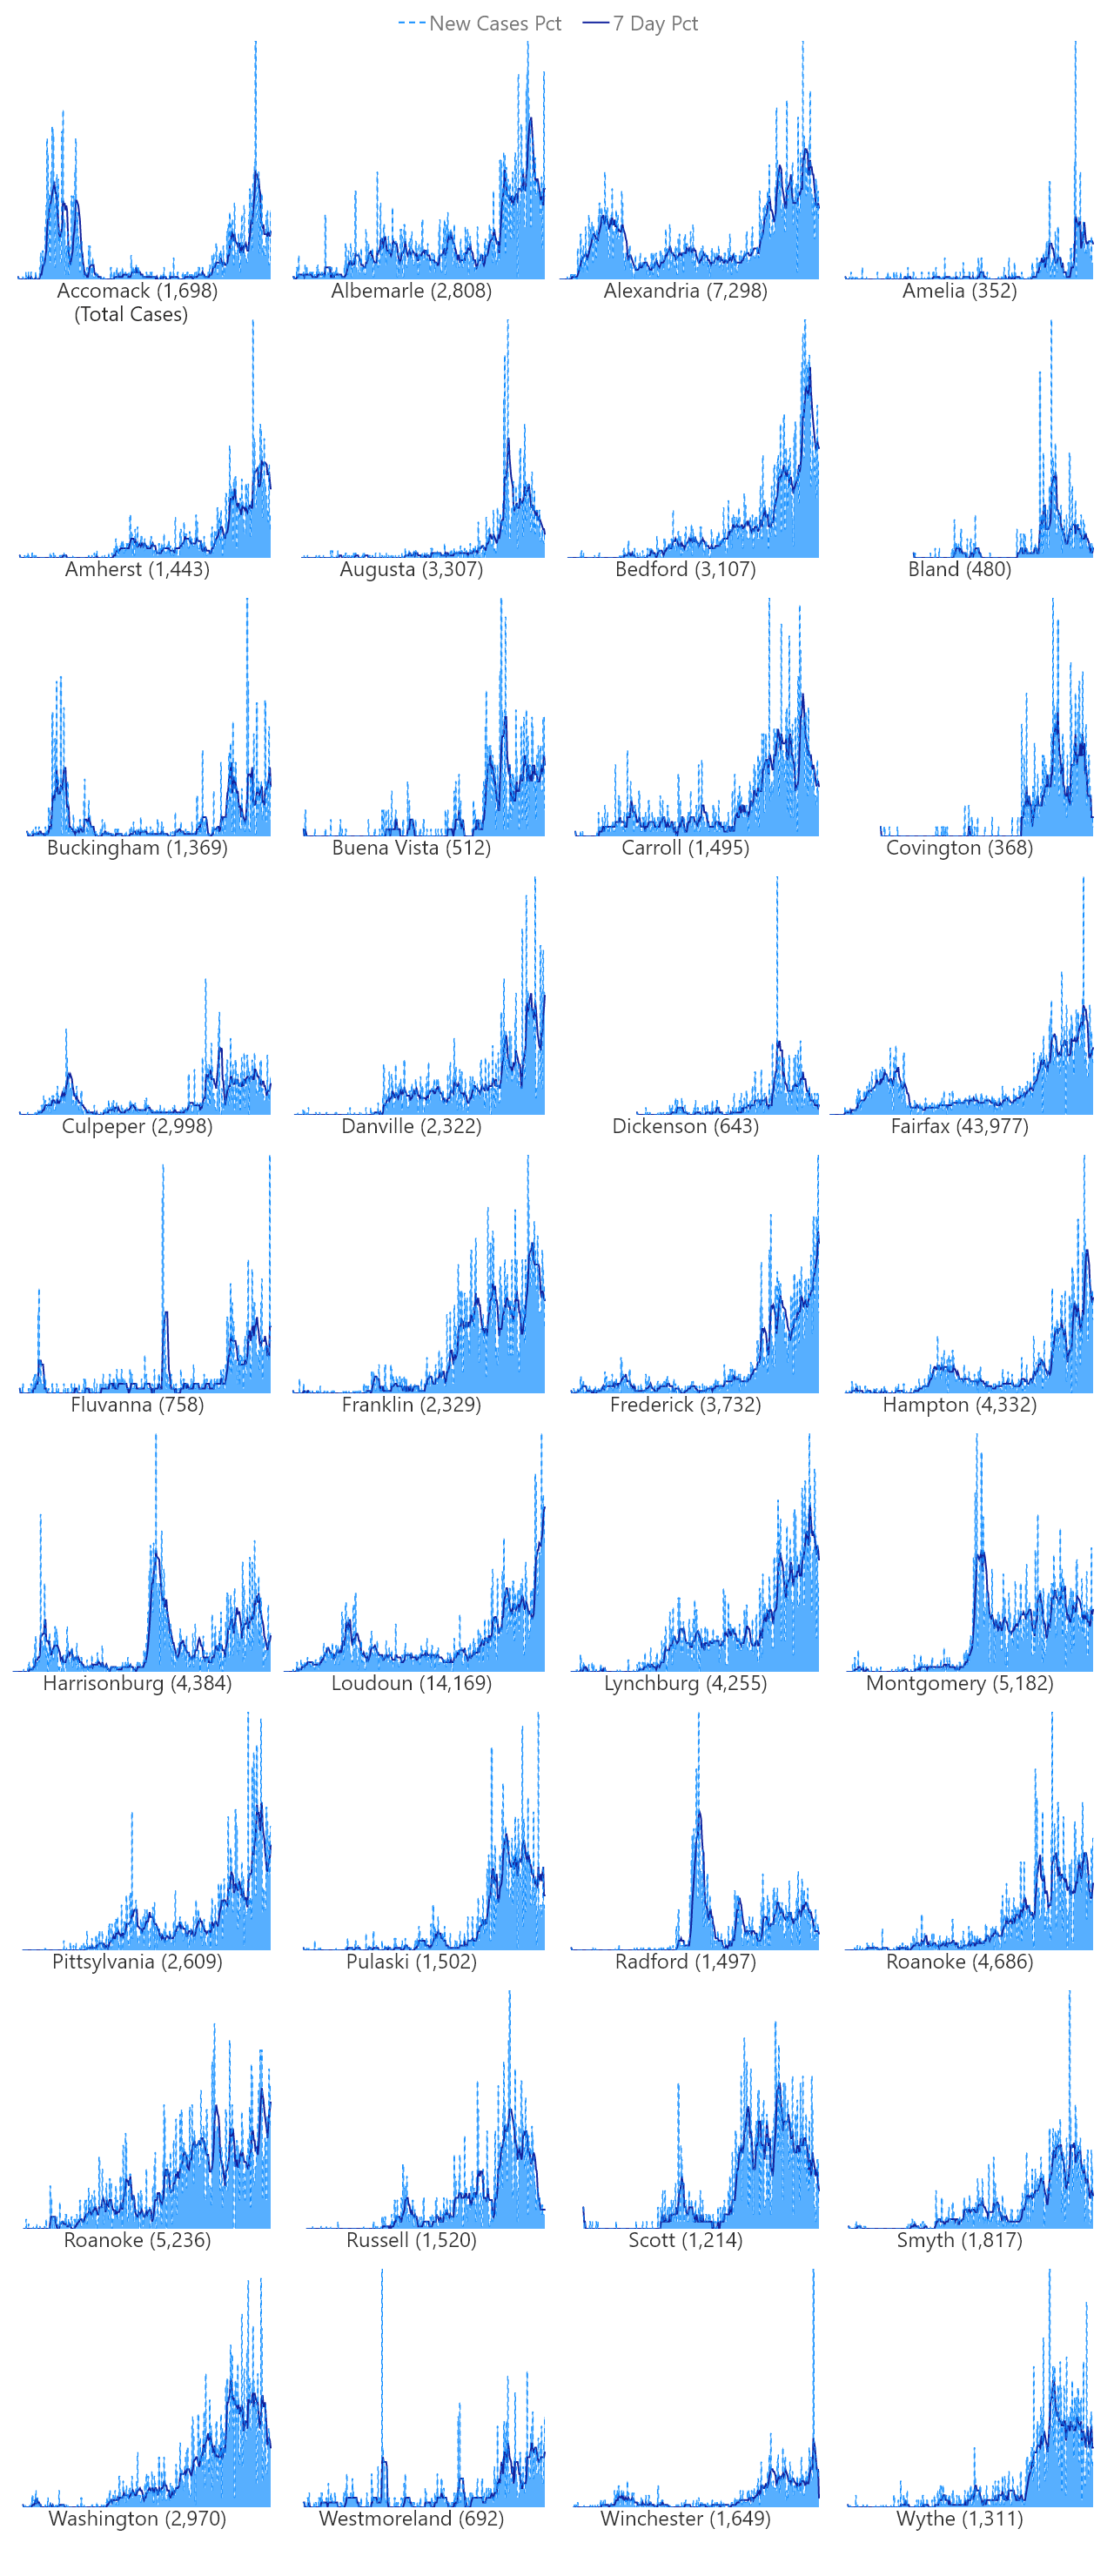 New Cases Pct 7 Day Pct
Accomack (1,698) Albemarle (2,808) Alexandria (7,298) Amelia (352)
(Total Cases)
Amherst (1,443) Augusta (3,307) Bedford (3,107) Bland (480)
Buckingham (1,369) Buena Vista (512) Carroll (1,495) Covington (368)
Culpeper (2,998) Danville (2,322) Dickenson (643) Fairfax (43,977)
Fluvanna (758) Franklin (2,329) Frederick (3,732) Hampton (4,332)
Harrisonburg (4,384) Loudoun (14,169) Lynchburg (4,255) Montgomery (5,182)
Pittsylvania (2,609) Pulaski (1,502) Radford (1,497) Roanoke (4,686)
Roanoke (5,236) Russell (1,520) Scott (1,214) Smyth (1,817)
Washington (2,970) Westmoreland (692) Winchester (1,649) Wythe (1,311)